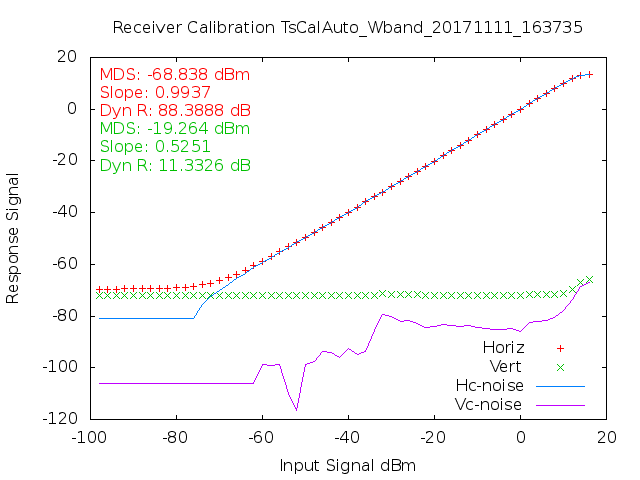 Receiver Calibration TsCalAuto_Wband_20171111_163735
20
0
-20
-40
-60
-80
-100
-120
Response Signal
MDS: -68.838 dBm
Slope: 0.9937
Dyn R: 88.3888 dB
MDS: -19.264 dBm
Slope: 0.5251
Dyn R: 11.3326 dB
Horiz
Vert
Hc-noise
Vc-noise
-100 -80 -60 -40 -20 0 20
Input Signal dBm